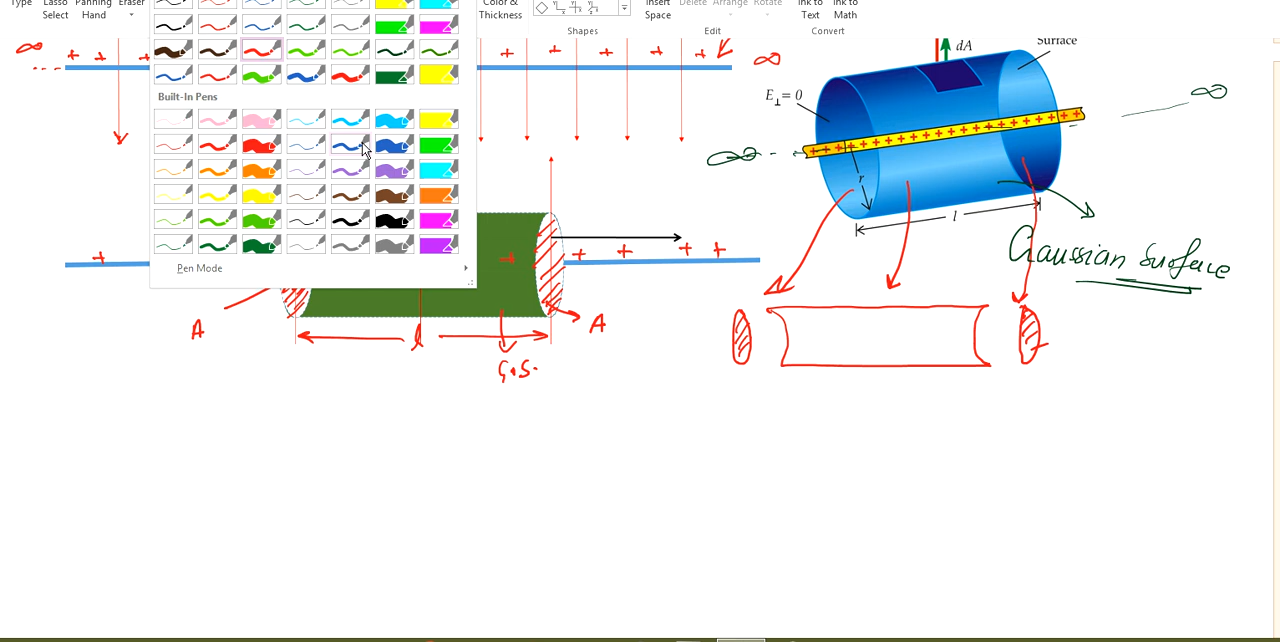 Type Lasso Select Panning Hand Eraser Color & Thickness Insert Space Delete Arrange Rotate Ink to Text Ink to Math
Shapes Edit Convert
Built-In Pens
Pen Mode
∞ + + + + + + + ∞
dA
Surface
E⊥= 0
∞
∞
r
l
Gaussian Surface
+ + + + + +
A
l
A
G.S.